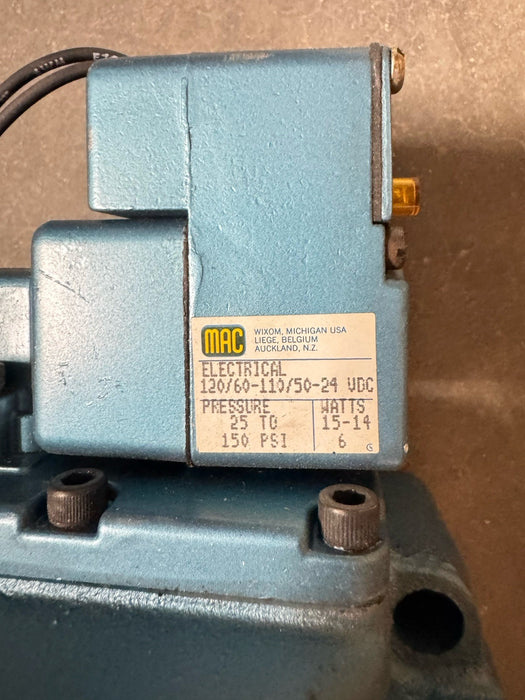 MAC
WIXOM, MICHIGAN USA
LIEGE, BELGIUM
AUCKLAND, N.Z.
ELECTRICAL
120/60-110/50-24 VDC
PRESSURE WATTS
25 TO 15-14
150 PSI 6